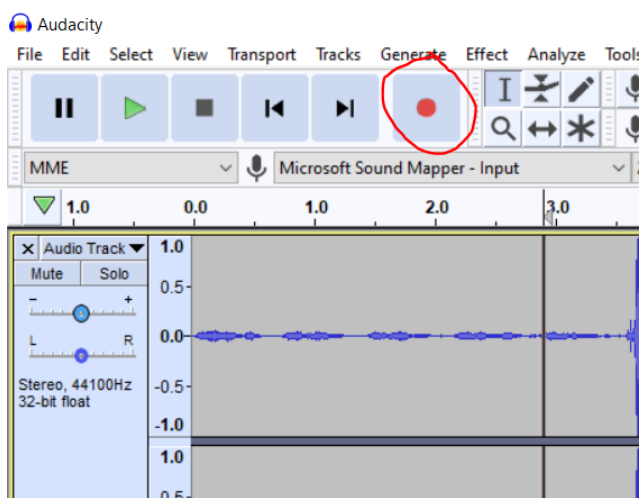 Audacity
File Edit Select View Transport Tracks Generate Effect Analyze Tools
MME Microsoft Sound Mapper - Input
1.0 0.0 1.0 2.0 3.0
Audio Track
Mute Solo
- +
L R
Stereo, 44100Hz
32-bit float
1.0
0.5-
0.0-
-0.5-
-1.0
1.0
0.5-